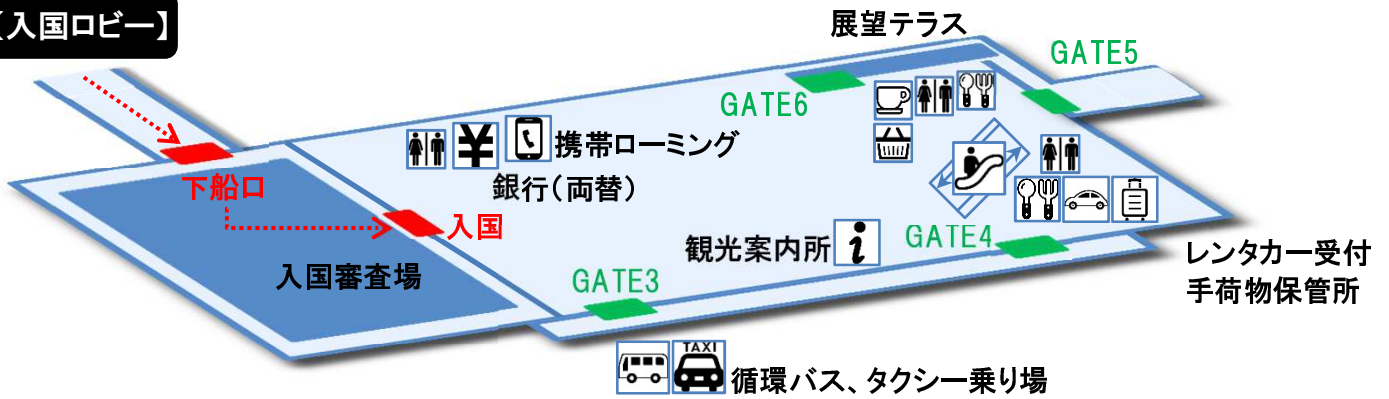 【入国ロビー】
展望テラス
GATE5
GATE6
携帯ローミング
銀行（両替）
下船口
入国
入国審査場
観光案内所
GATE4
GATE3
レンタカー受付
手荷物保管所
TAXI
循環バス、タクシー乗り場